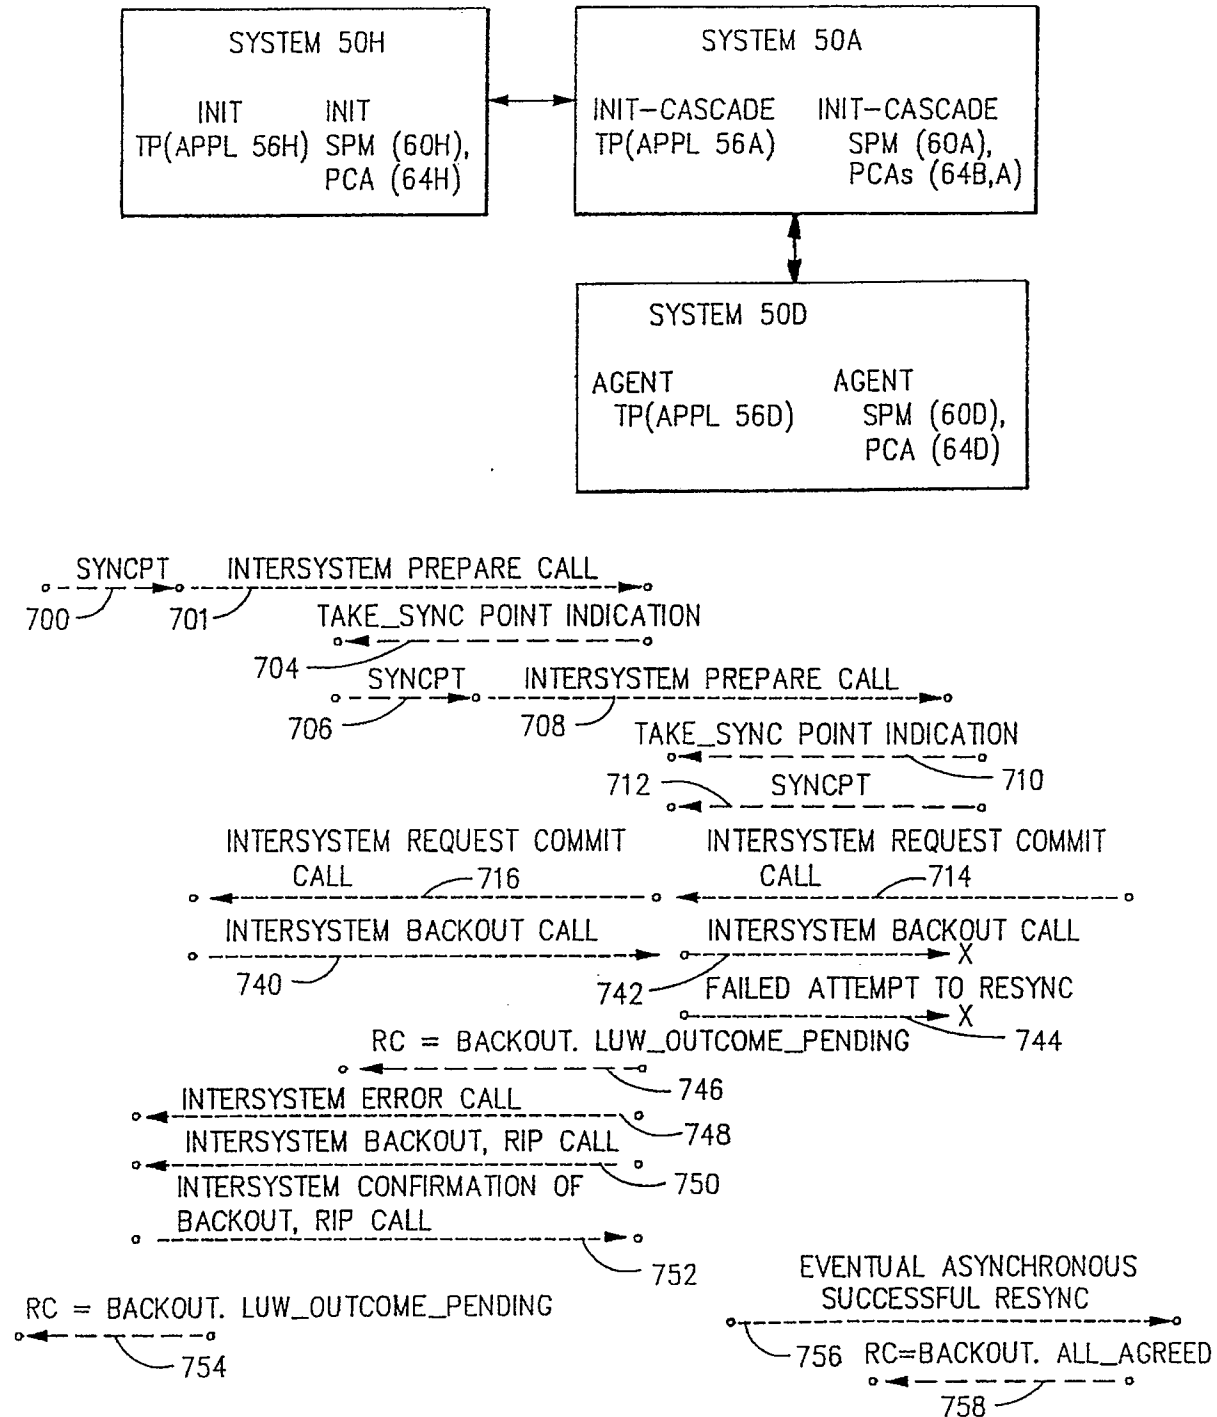 SYSTEM 50H
INIT INIT
TP(APPL 56H) SPM (60H),
PCA (64H)
SYSTEM 50A
INIT-CASCADE INIT-CASCADE
TP(APPL 56A) SPM (60A),
PCAs (64B,A)
SYSTEM 50D
AGENT AGENT
TP(APPL 56D) SPM (60D),
PCA (64D)
SYNCPT INTERSYSTEM PREPARE CALL
700 701
TAKE_SYNC POINT INDICATION
704
SYNCPT INTERSYSTEM PREPARE CALL
706 708
TAKE_SYNC POINT INDICATION
710
712 SYNCPT
INTERSYSTEM REQUEST COMMIT
CALL 716
INTERSYSTEM REQUEST COMMIT
CALL 714
INTERSYSTEM BACKOUT CALL
740
INTERSYSTEM BACKOUT CALL
X
742
FAILED ATTEMPT TO RESYNC
X
744
RC = BACKOUT. LUW_OUTCOME_PENDING
746
INTERSYSTEM ERROR CALL
748
INTERSYSTEM BACKOUT, RIP CALL
750
INTERSYSTEM CONFIRMATION OF
BACKOUT, RIP CALL
752
EVENTUAL ASYNCHRONOUS
SUCCESSFUL RESYNC
756
RC = BACKOUT. LUW_OUTCOME_PENDING
754
RC=BACKOUT. ALL_AGREED
758